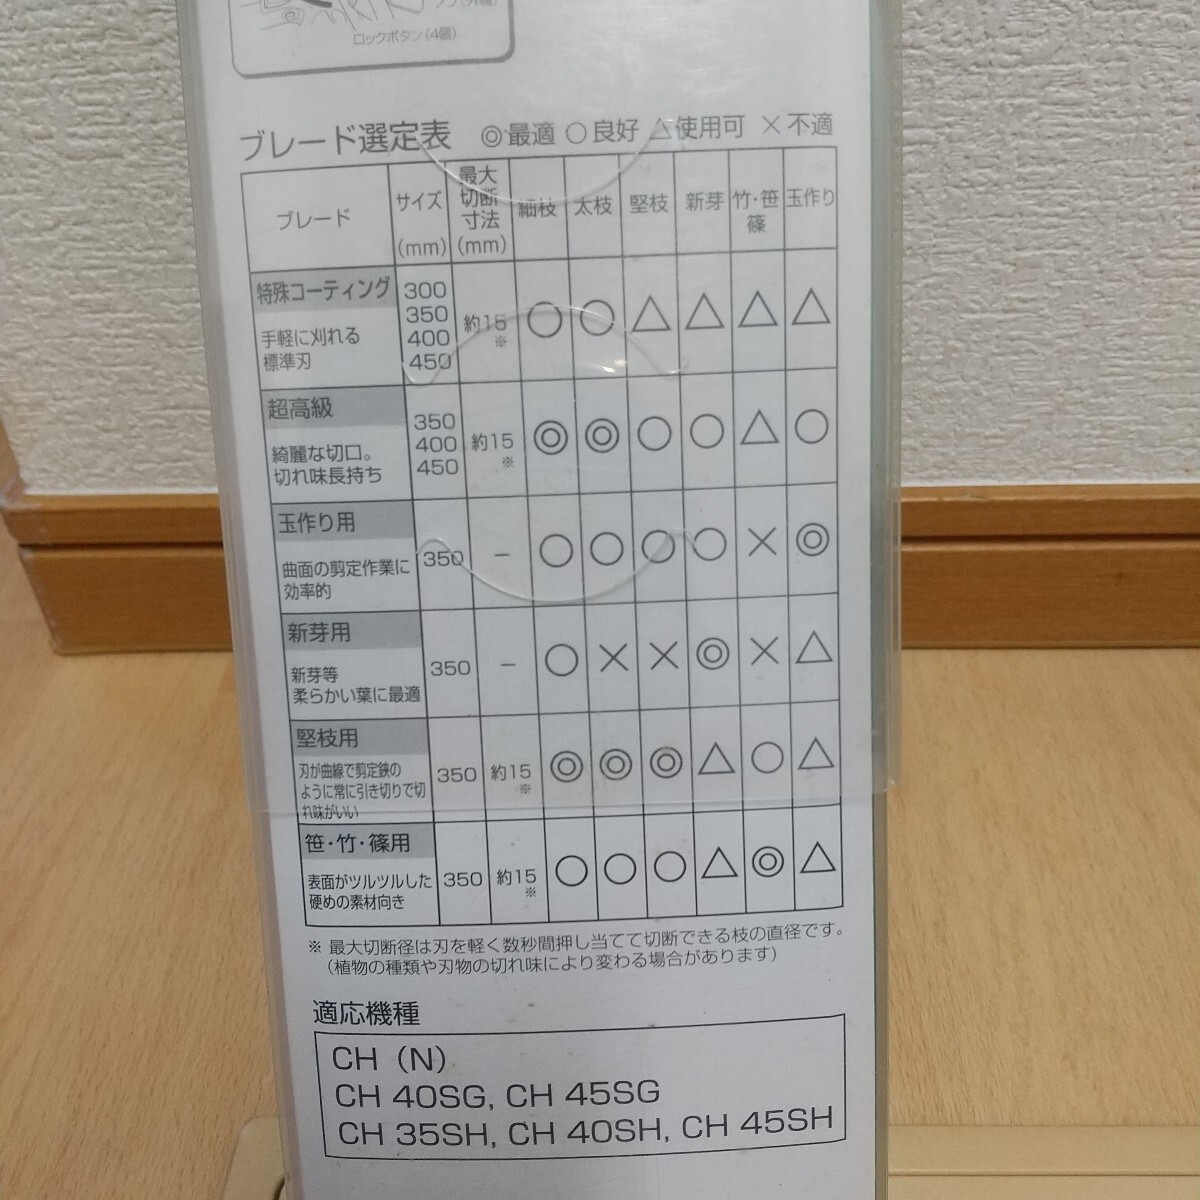 ロックボタン(4個)
ブレード選定表 ◎最適 ○良好 △使用可 ×不適
ブレード サイズ(mm) 最大切断寸法(mm) 細枝 太枝 堅枝 新芽 竹・笹篠 玉作り
特殊コーティング
手軽に刈れる
標準刃
300
350
400
450
約15
※
○ ○ △ △ △ △
超高級
綺麗な切口。
切れ味長持ち
350
400
450
約15
※
◎ ◎ ○ ○ △ ○
玉作り用
曲面の剪定作業に
効率的
350 － ○ ○ ○ ○ × ◎
新芽用
新芽等
柔らかい葉に最適
350 － ○ × × ◎ × △
堅枝用
刃が曲線で剪定鋏の
ように常に引き切りで切
れ味がいい
350 約15
※
◎ ◎ ◎ △ ○ △
笹・竹・篠用
表面がツルツルした
硬めの素材向き
350 約15
※
○ ○ ○ △ ◎ △
※ 最大切断径は刃を軽く数秒間押し当てて切断できる枝の直径です。
(植物の種類や刃物の切れ味により変わる場合があります)
適応機種
CH (N)
CH 40SG, CH 45SG
CH 35SH, CH 40SH, CH 45SH